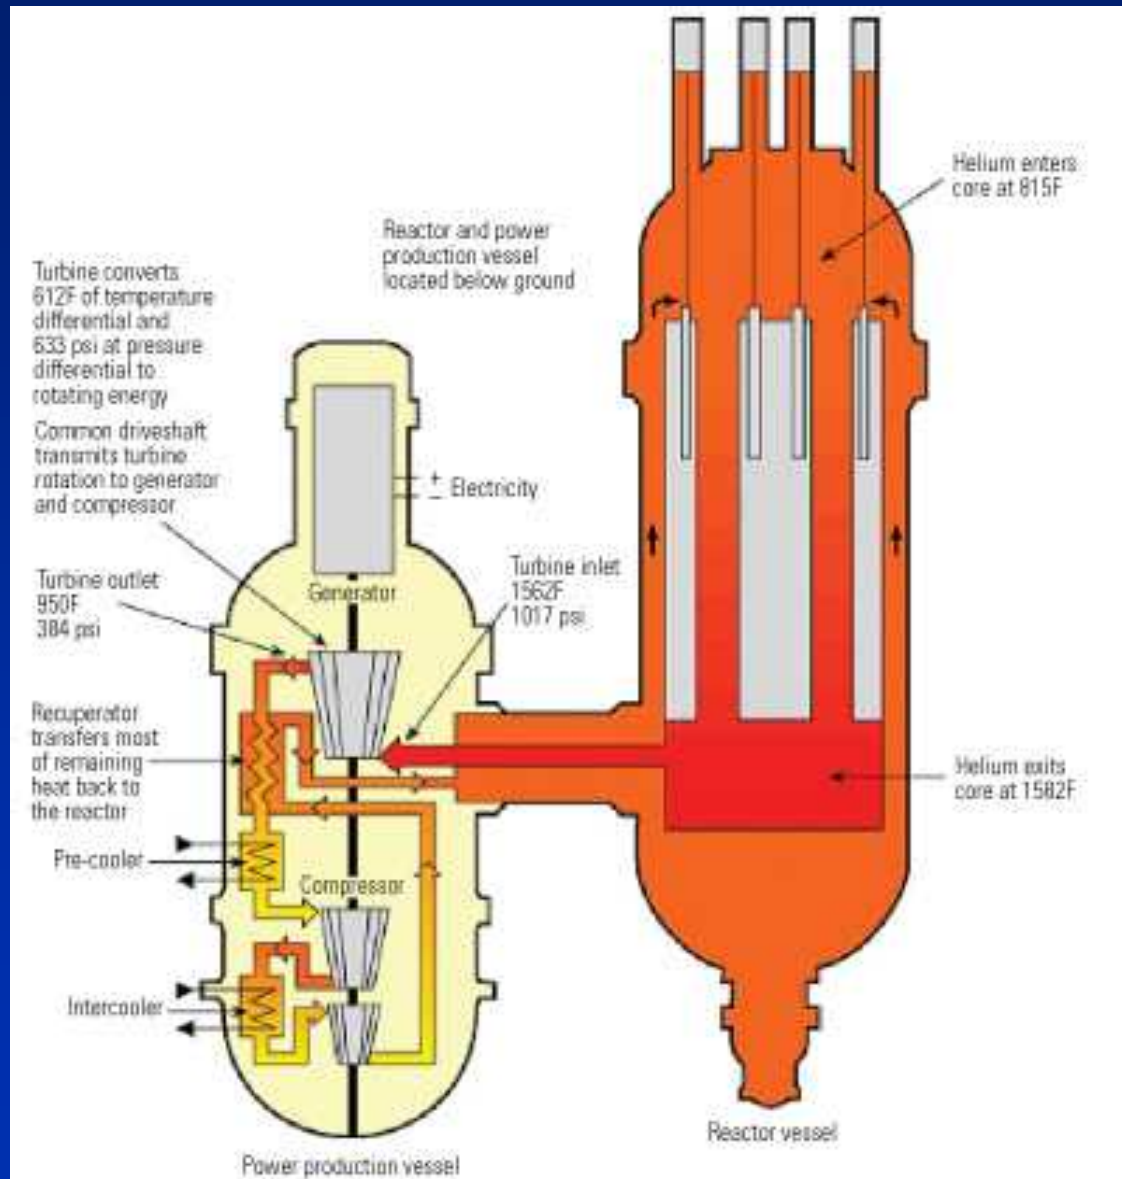 Helium enters
core at 815F
Reactor and power
production vessel
located below ground
Turbine converts
612F of temperature
differential and
633 psi at pressure
differential to
rotating energy
Common driveshaft
transmits turbine
rotation to generator
and compressor
+
–
Electricity
Turbine inlet
1562F
1017 psi
Turbine outlet
950F
384 psi
Generator
Recuperator
transfers most
of remaining
heat back to
the reactor
Helium exits
core at 1562F
Pre-cooler
Compressor
Intercooler
Reactor vessel
Power production vessel